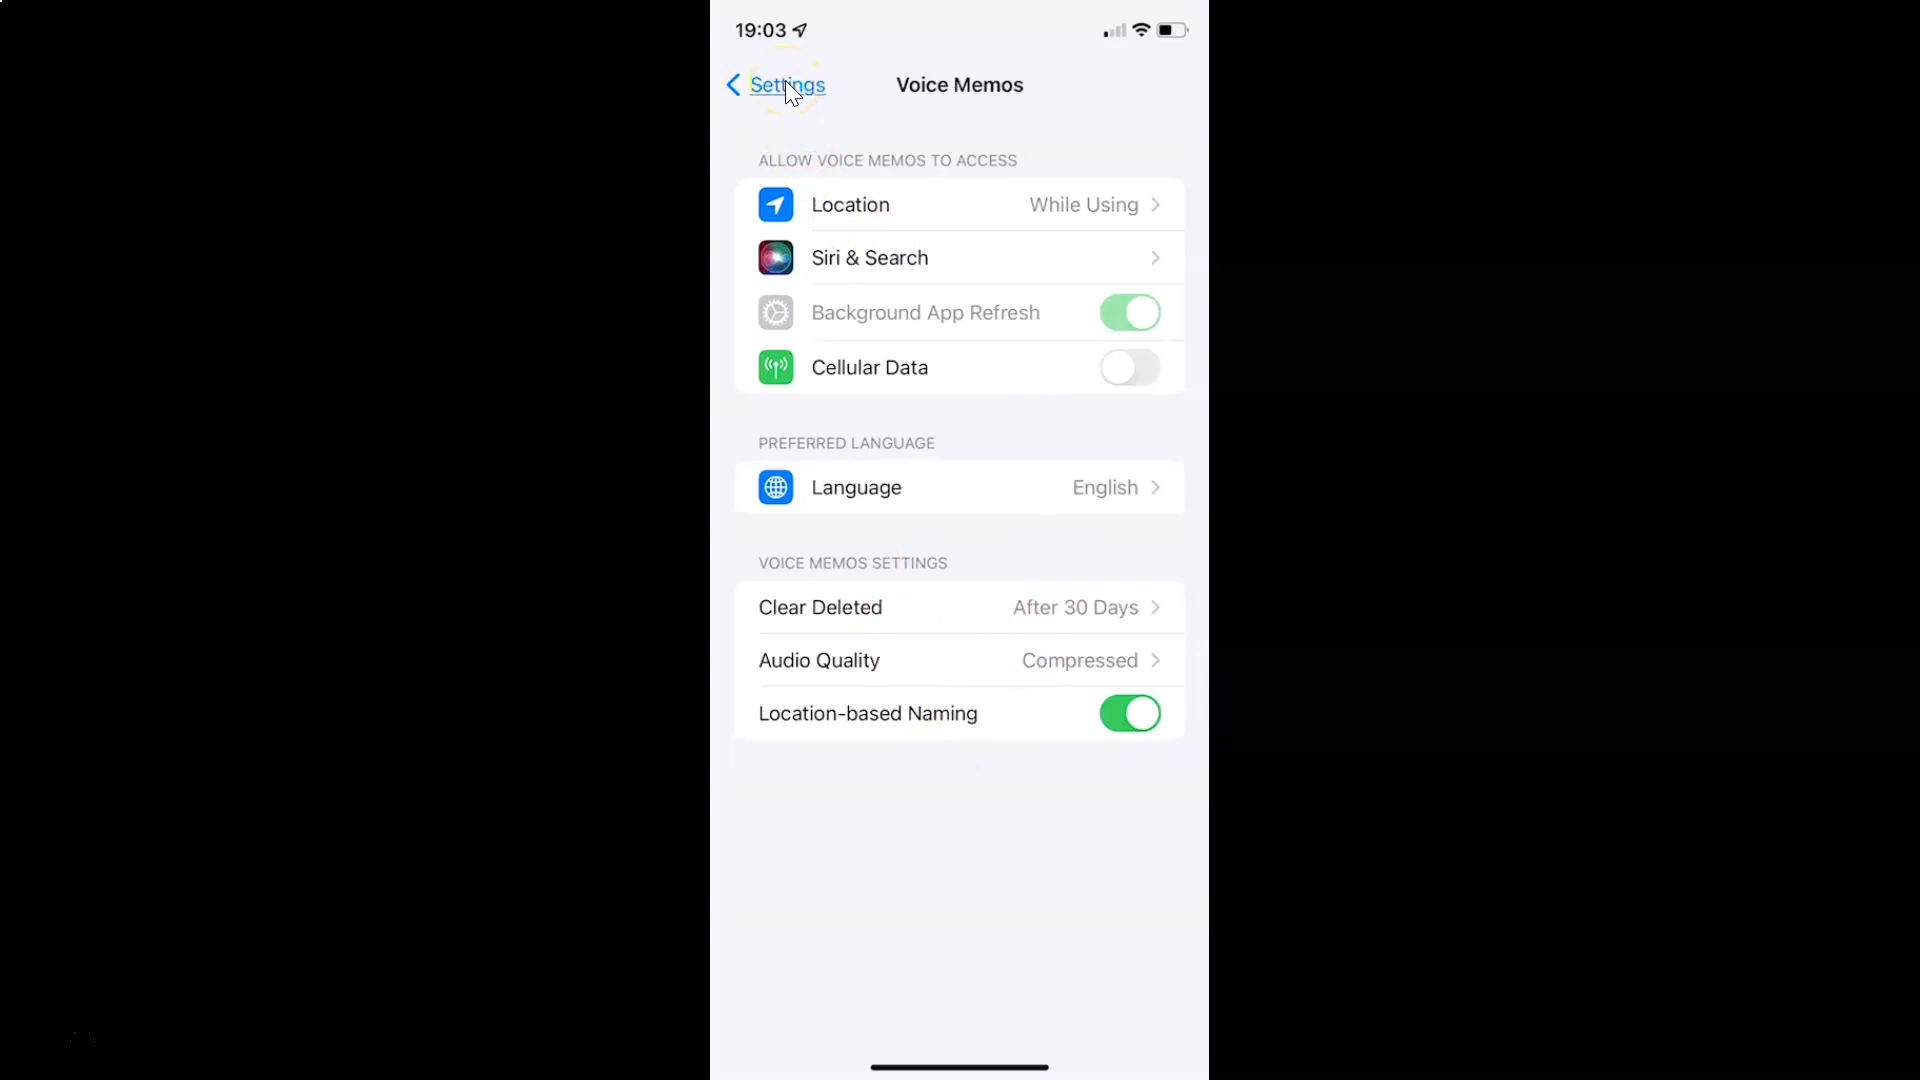 19:03
Settings
Voice Memos
ALLOW VOICE MEMOS TO ACCESS
Location While Using
Siri & Search
Background App Refresh
Cellular Data
PREFERRED LANGUAGE
Language English
VOICE MEMOS SETTINGS
Clear Deleted After 30 Days
Audio Quality Compressed
Location-based Naming